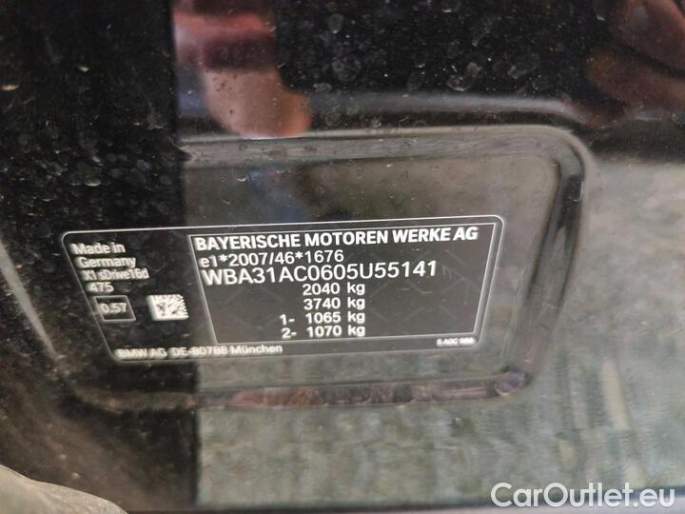 BAYERISCHE MOTOREN WERKE AG
Made in
Germany
X1 sDrive16d
475
0.57
e1*2007/46*1676
WBA31AC0605U55141
2040 kg
3740 kg
1- 1065 kg
2- 1070 kg
BMW AG DE-80788 München
CarOutlet.eu